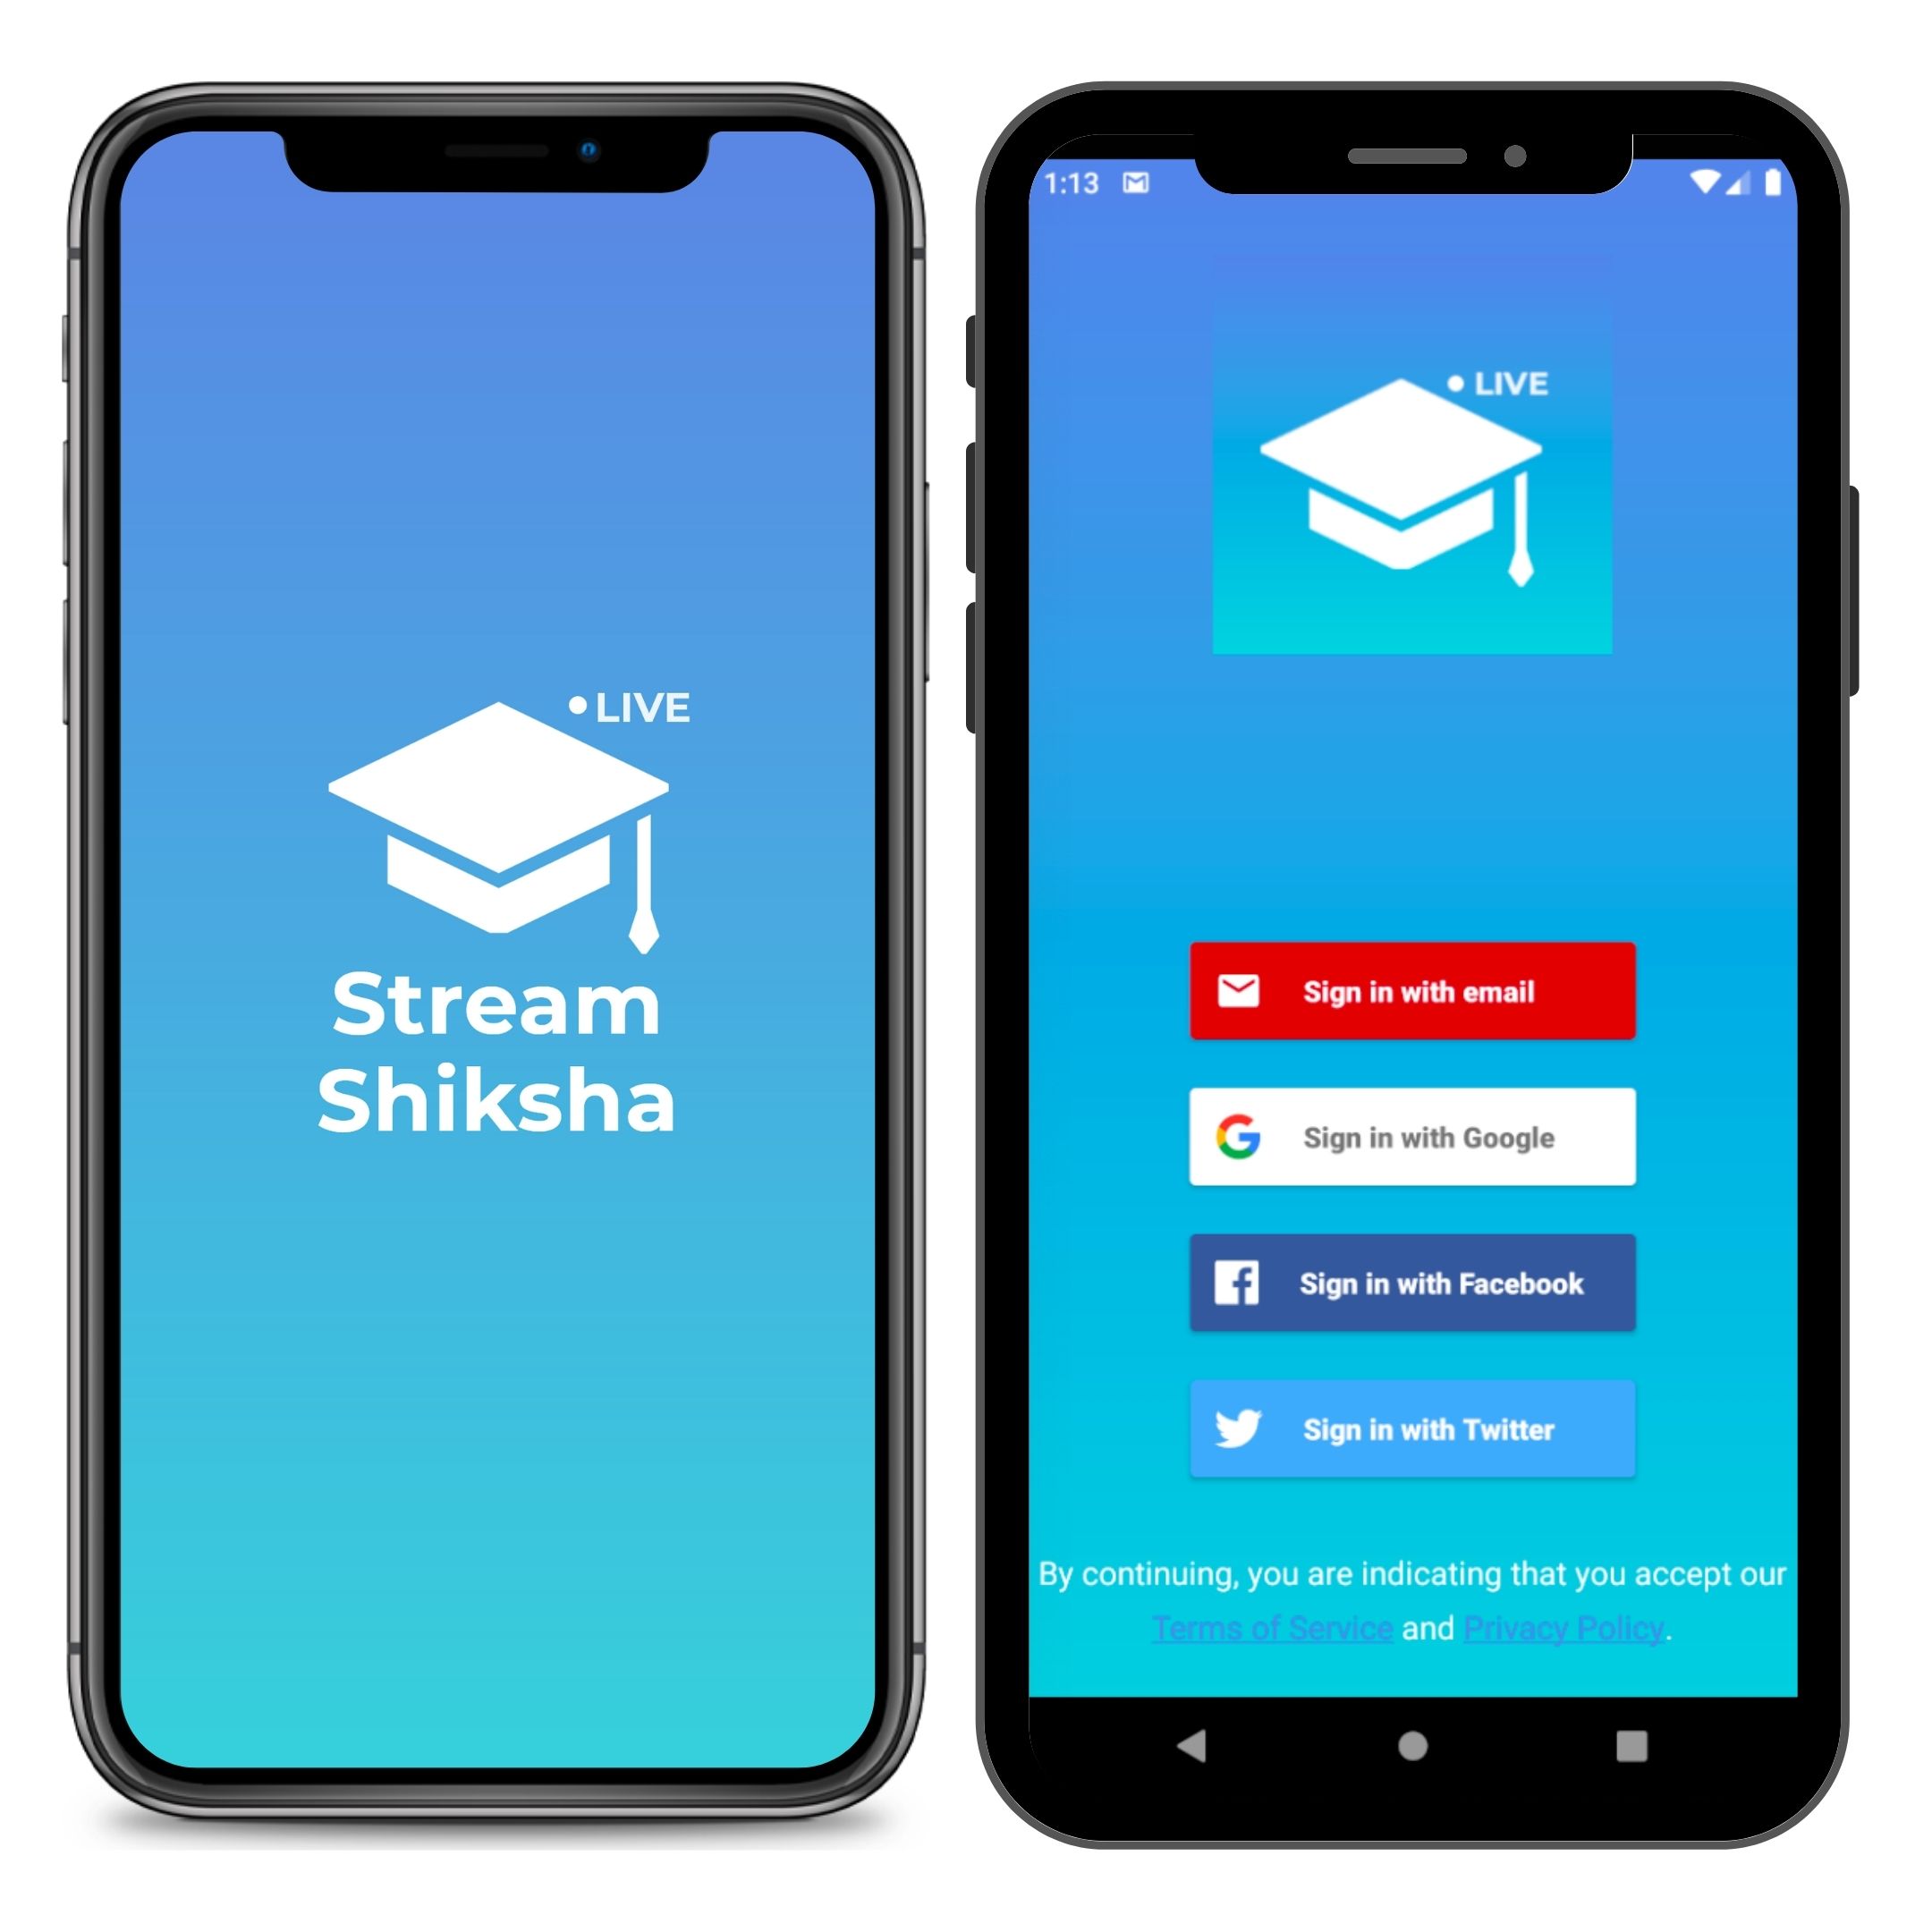 LIVE
Stream
Shiksha
1:13
LIVE
Sign in with email
Sign in with Google
Sign in with Facebook
Sign in with Twitter
By continuing, you are indicating that you accept our
Terms of Service and Privacy Policy.